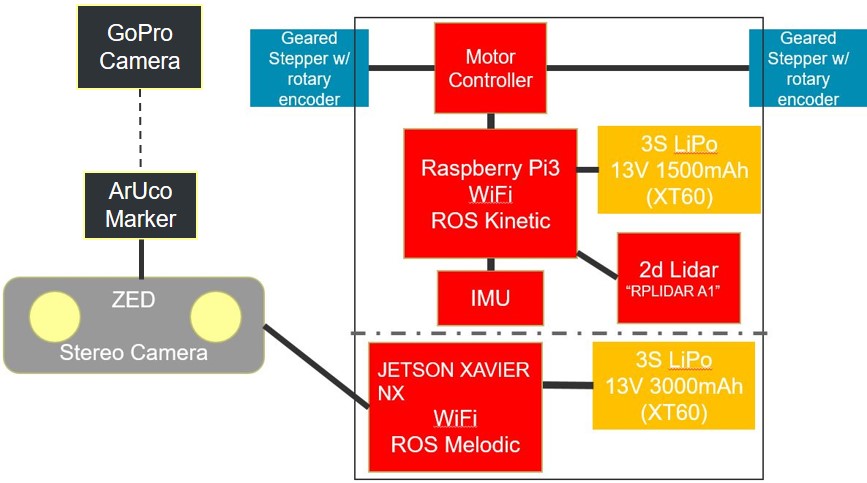 GoPro
Camera
ArUco
Marker
ZED
Stereo Camera
Geared
Stepper w/
rotary
encoder
Motor
Controller
Geared
Stepper w/
rotary
encoder
Raspberry Pi3
WiFi
ROS Kinetic
3S LiPo
13V 1500mAh
(XT60)
IMU
2d Lidar
“RPLIDAR A1”
JETSON XAVIER
NX
WiFi
ROS Melodic
3S LiPo
13V 3000mAh
(XT60)